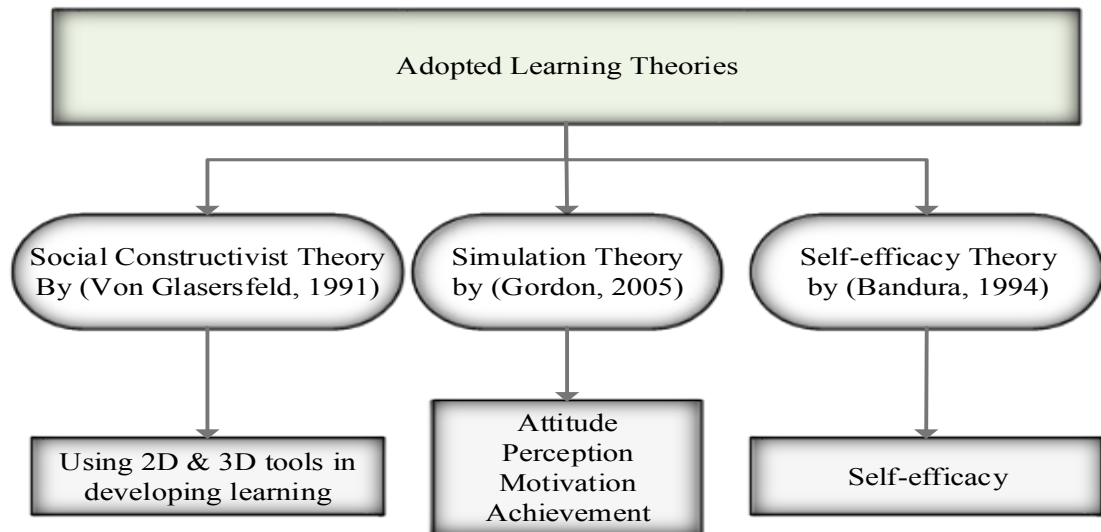 Adopted Learning Theories
Social Constructivist Theory
By (Von Glasersfeld, 1991)
Simulation Theory
by (Gordon, 2005)
Self-efficacy Theory
by (Bandura, 1994)
Using 2D & 3D tools in
developing learning
Attitude
Perception
Motivation
Achievement
Self-efficacy